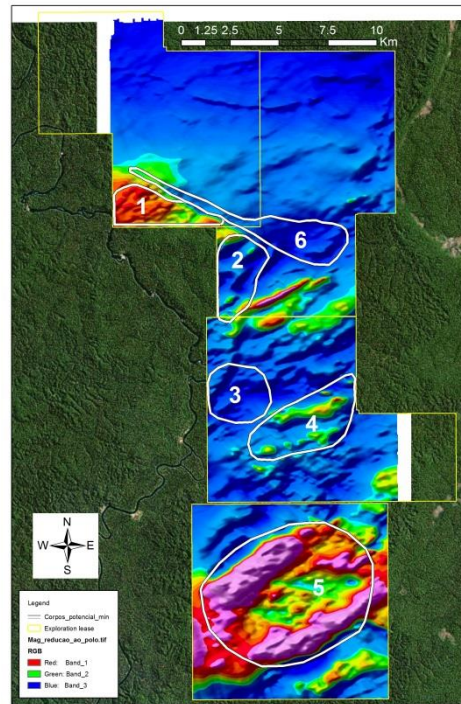 0 1.25 2.5 5 7.5 10
Km
1
6
2
3
4
5
N
W E
S
Legend
Corpos_potencial_min
Exploration lease
Mag_reducao_ao_polo.tif
RGB
Red: Band_1
Green: Band_2
Blue: Band_3